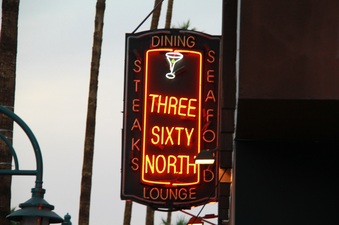 DINING
STEAKS
THREE
SIXTY
NORTH
SEAFOOD
LOUNGE